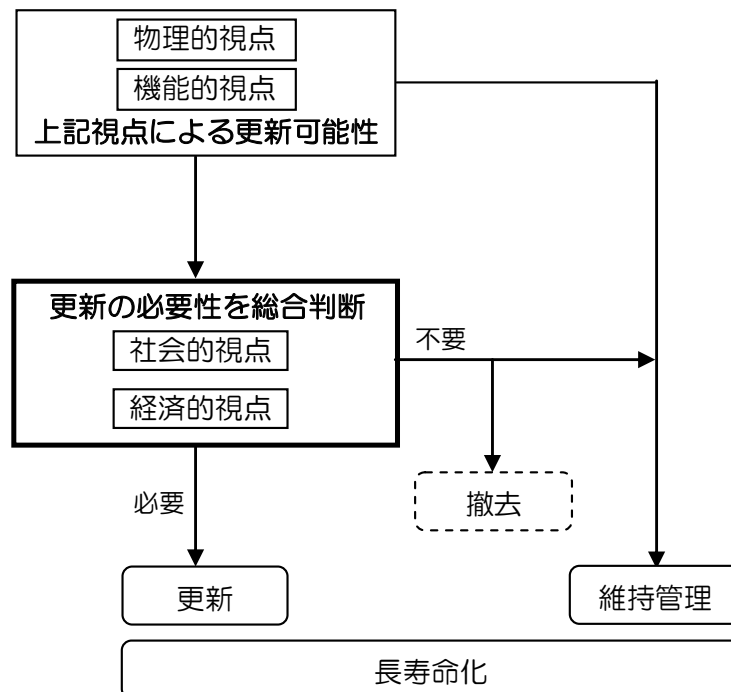 物理的視点
機能的視点
上記視点による更新可能性
更新の必要性を総合判断
社会的視点
不要
経済的視点
必要
撤去
更新
維持管理
長寿命化